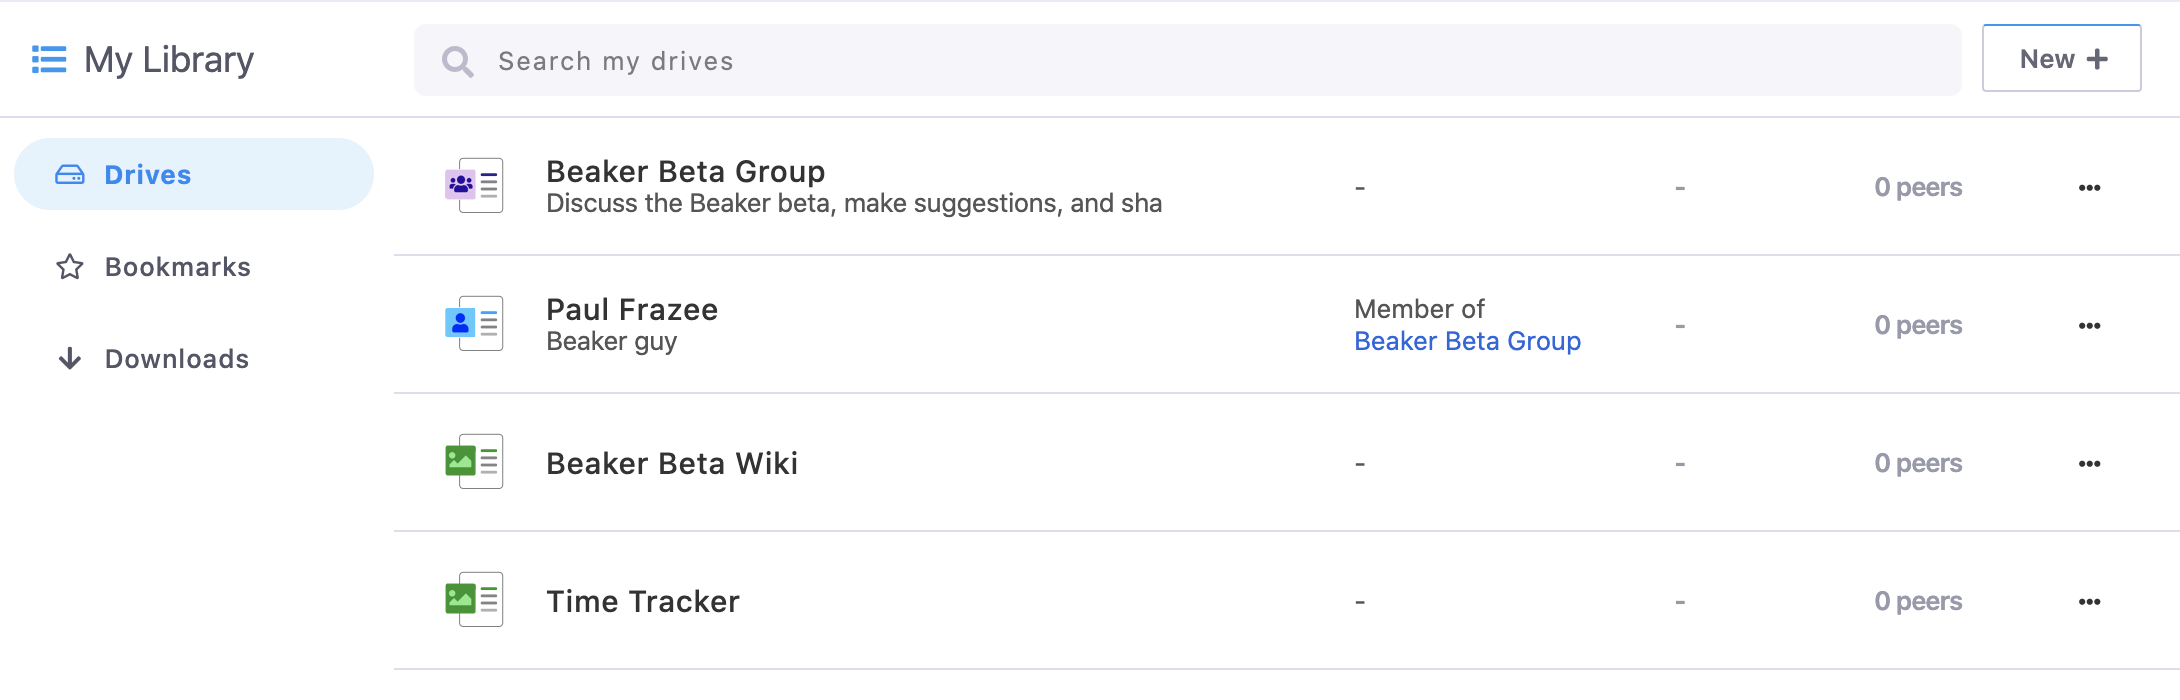 My Library
Search my drives
New +
Drives
Bookmarks
Downloads
Beaker Beta Group
Discuss the Beaker beta, make suggestions, and sha
-
-
0 peers
Paul Frazee
Beaker guy
Member of
Beaker Beta Group
-
0 peers
Beaker Beta Wiki
-
-
0 peers
Time Tracker
-
-
0 peers